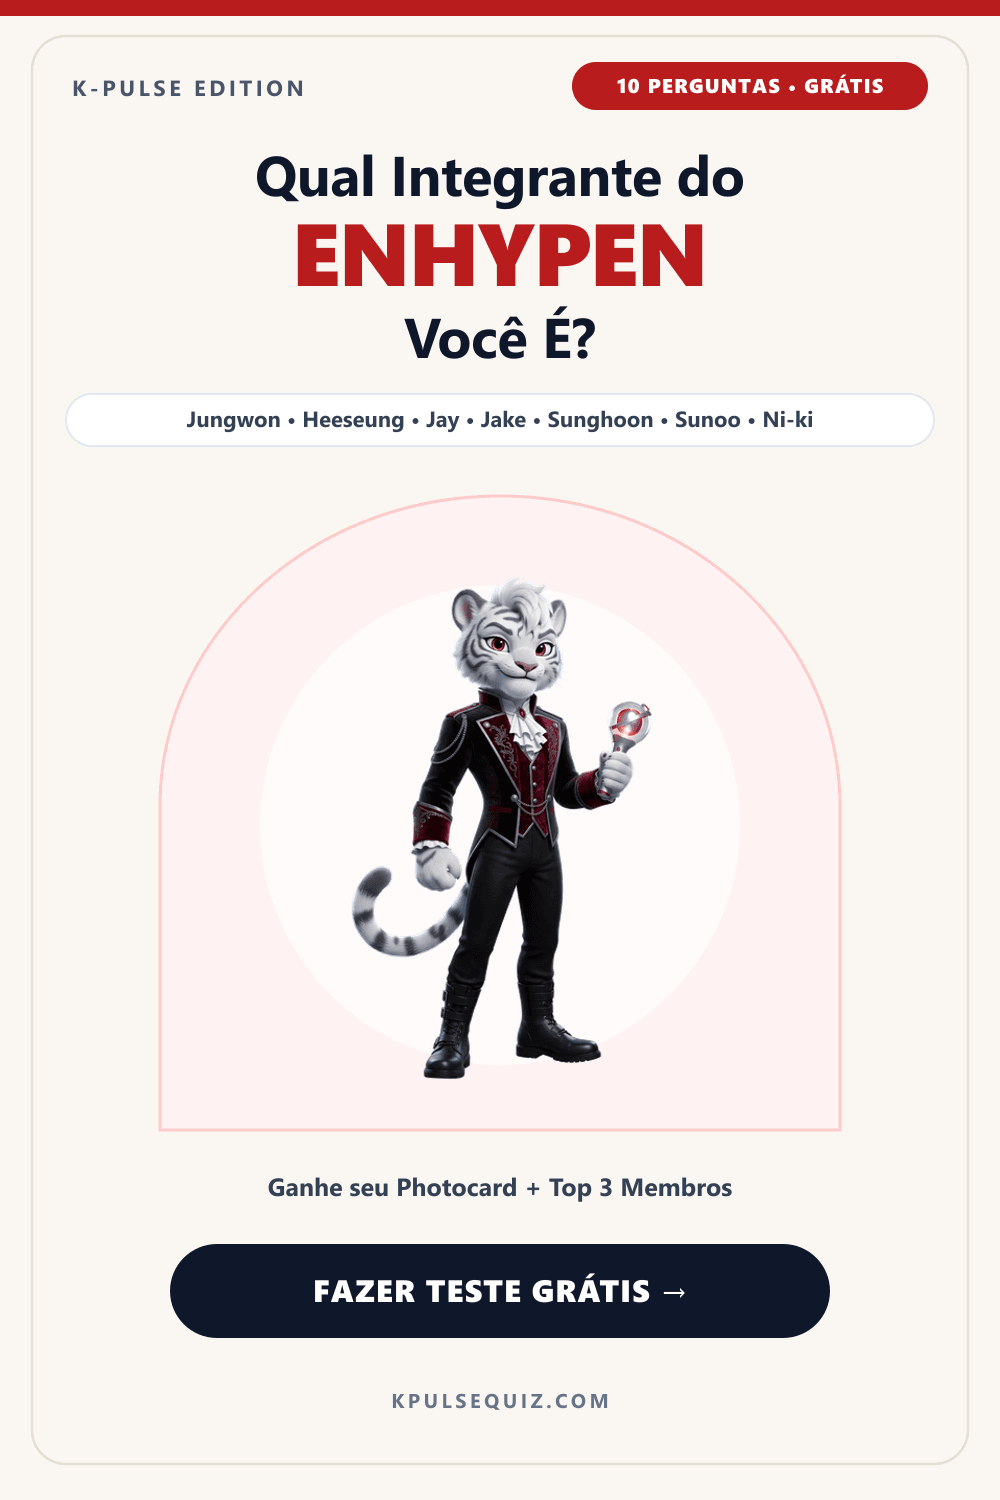 K-PULSE EDITION
10 PERGUNTAS • GRÁTIS
Qual Integrante do
ENHYPEN
Você É?
Jungwon • Heeseung • Jay • Jake • Sunghoon • Sunoo • Ni-ki
Ganhe seu Photocard + Top 3 Membros
FAZER TESTE GRÁTIS →
KPULSEQUIZ.COM